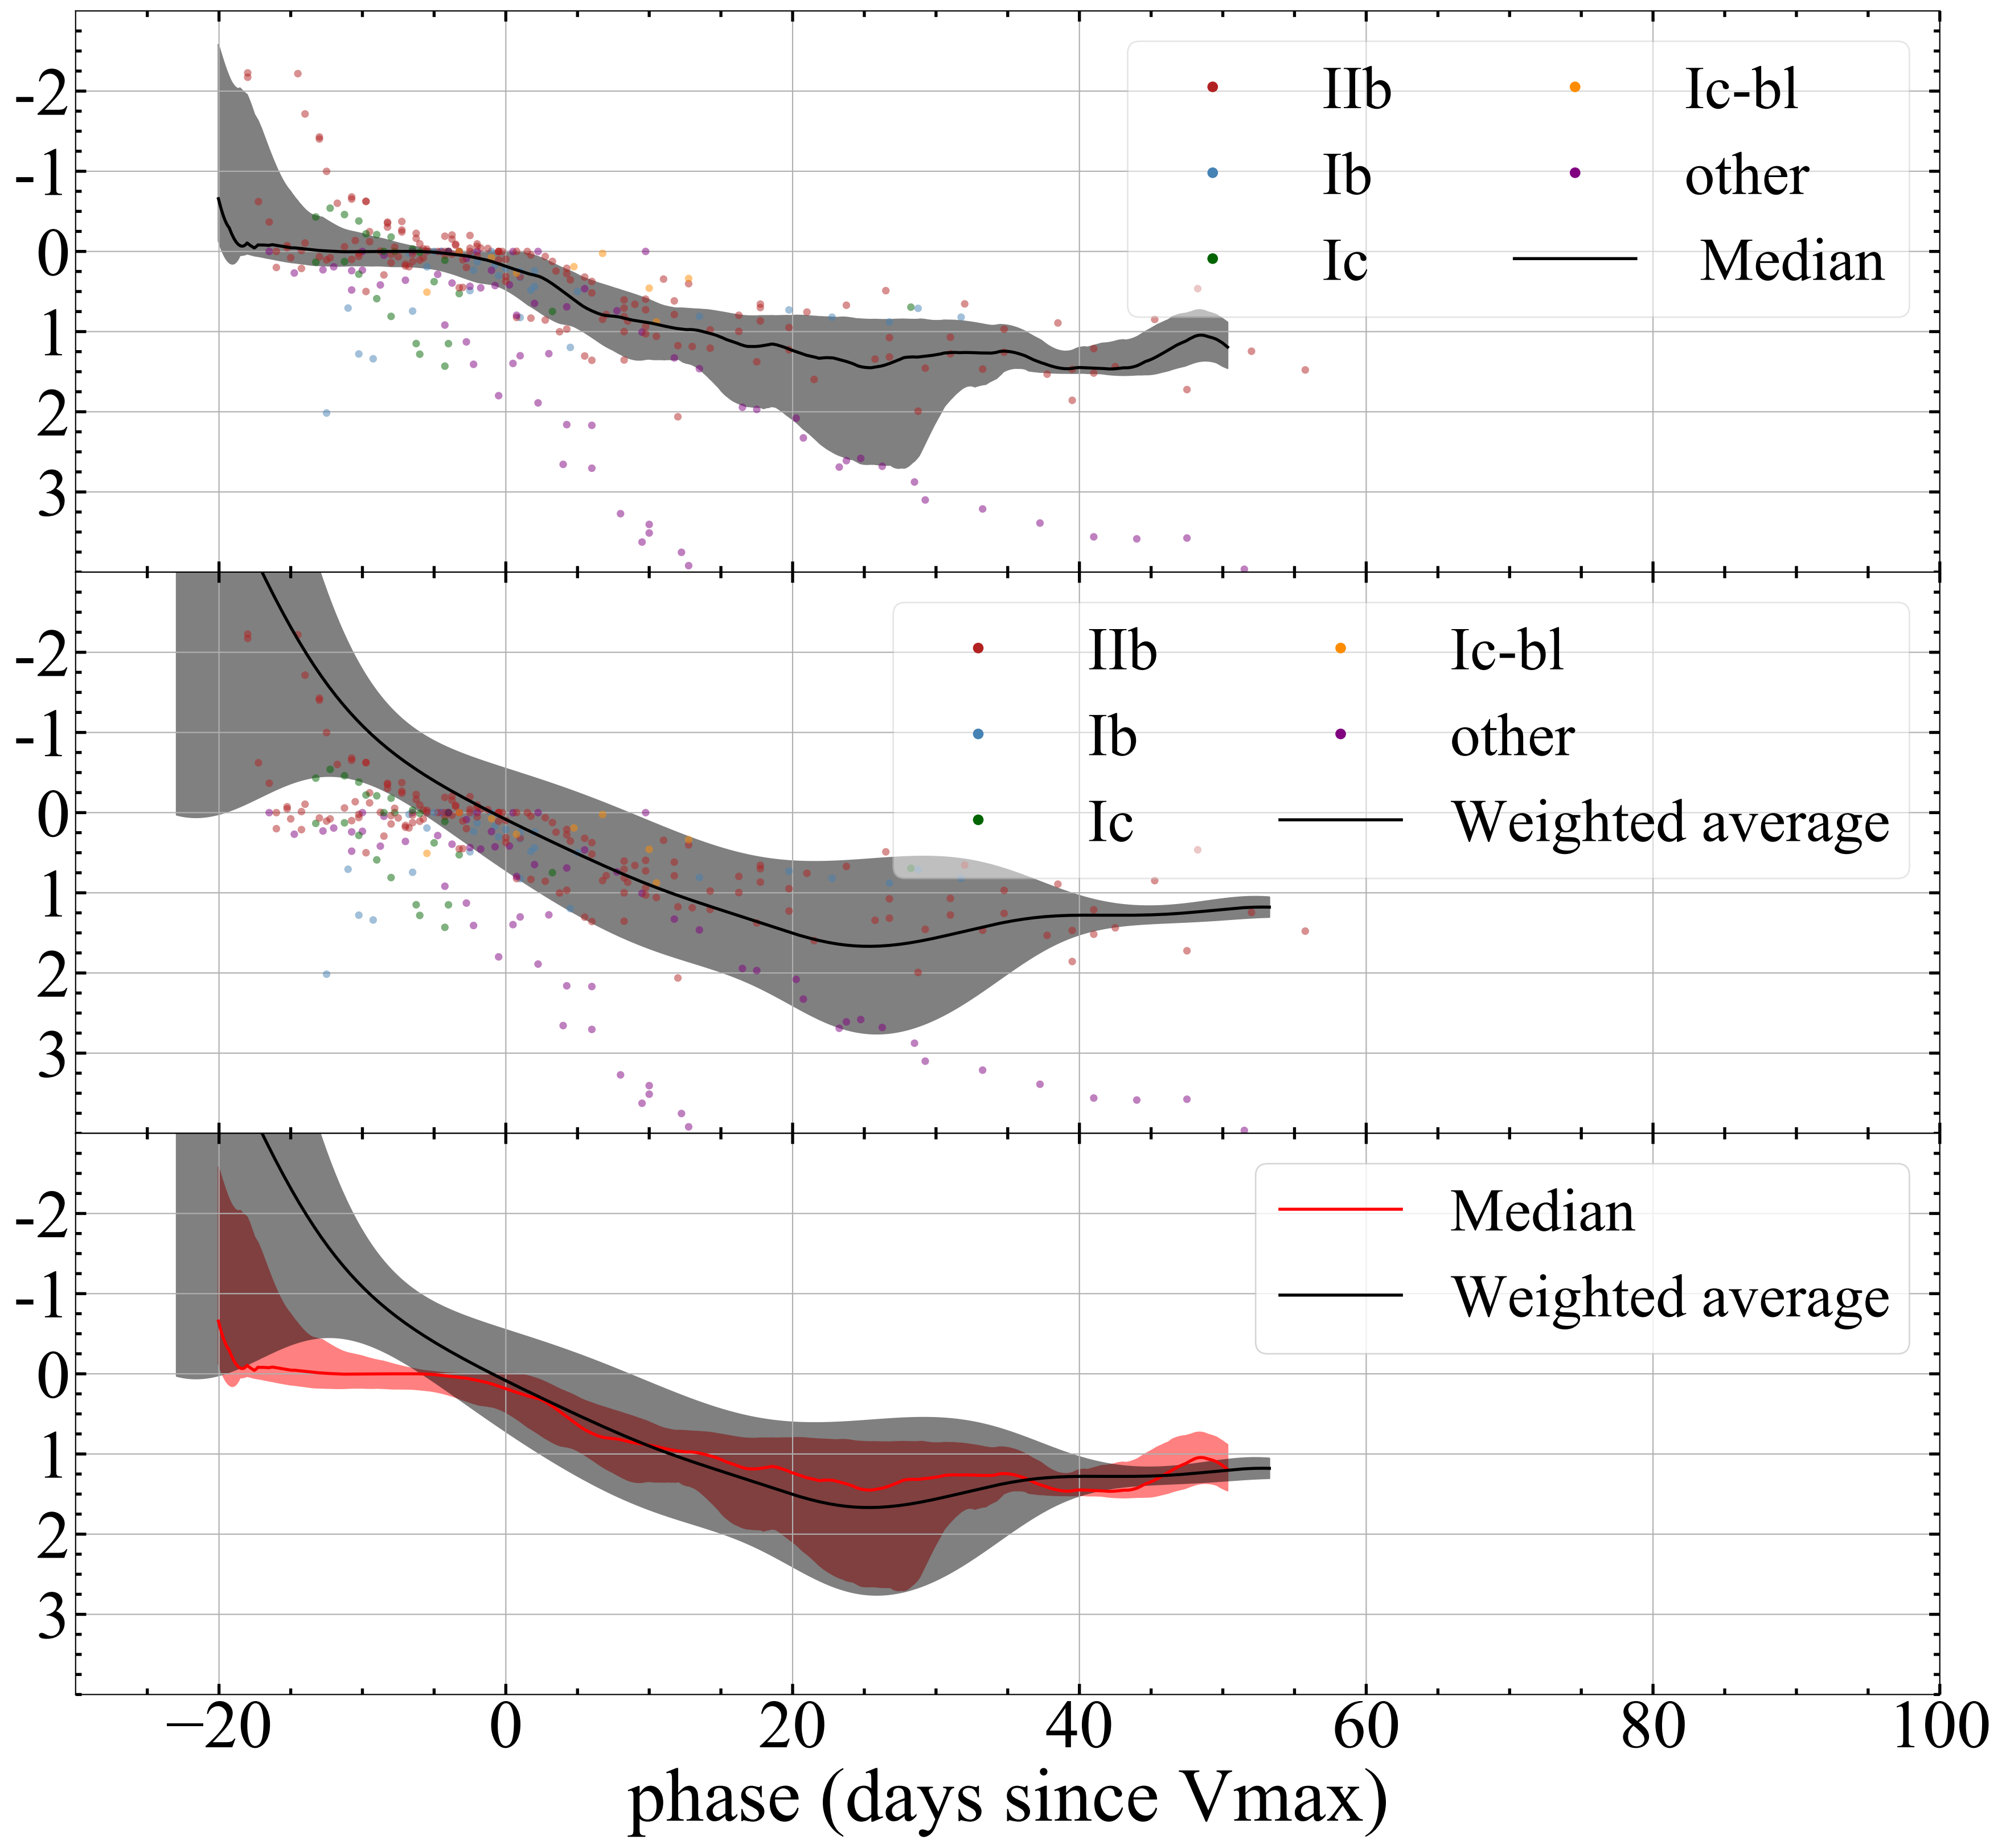 -2
-1
0
1
2
3
IIb
Ic-bl
Ib
other
Ic
Median
-2
-1
0
1
2
3
IIb
Ic-bl
Ib
other
Ic
Weighted average
-2
-1
0
1
2
3
Median
Weighted average
−20 0 20 40 60 80 100
phase (days since Vmax)